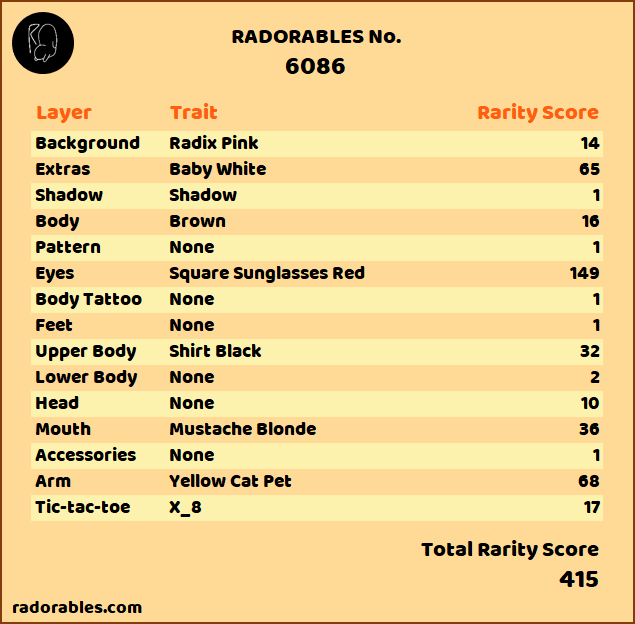 RADORABLES No.
6086
Layer Trait Rarity Score
Background Radix Pink 14
Extras Baby White 65
Shadow Shadow 1
Body Brown 16
Pattern None 1
Eyes Square Sunglasses Red 149
Body Tattoo None 1
Feet None 1
Upper Body Shirt Black 32
Lower Body None 2
Head None 10
Mouth Mustache Blonde 36
Accessories None 1
Arm Yellow Cat Pet 68
Tic-tac-toe X_8 17
Total Rarity Score
415
radorables.com